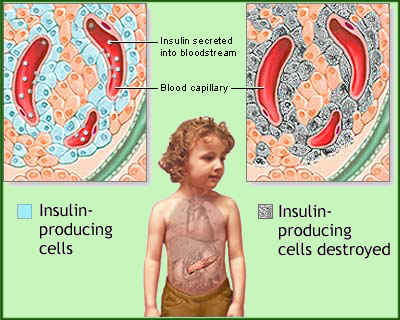 Insulin secreted
into bloodstream
Blood capillary
Insulin-
producing
cells
Insulin-
producing
cells destroyed